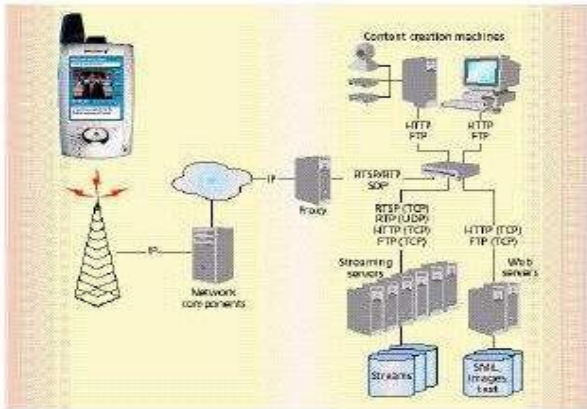 Content creation machines
HTTP
FTP
HTTP
FTP
IP
Proxy
RTSP/RTP
SDP
RTSP (TCP)
RTP (UDP)
HTTP (TCP)
FTP (TCP)
HTTP (TCP)
FTP (TCP)
IP
Network
components
Streaming
servers
Web
servers
Streams
SMIL,
images,
text